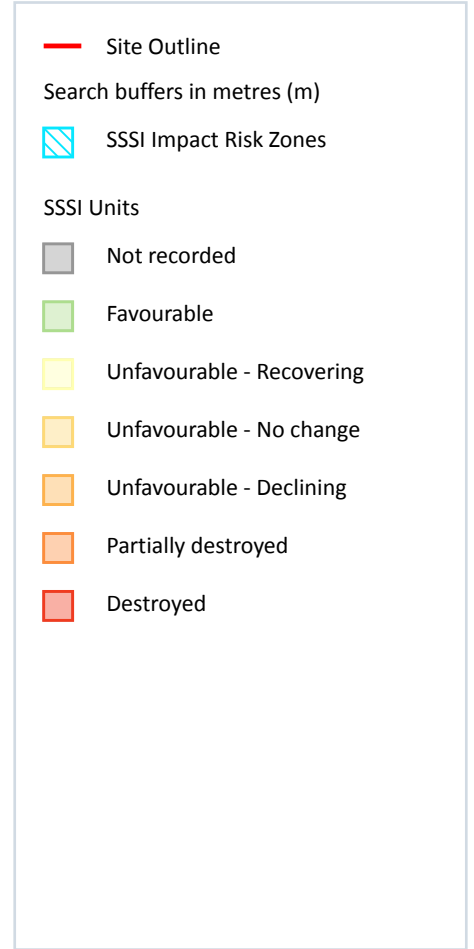 Site Outline
Search buffers in metres (m)
SSSI Impact Risk Zones
SSSI Units
Not recorded
Favourable
Unfavourable - Recovering
Unfavourable - No change
Unfavourable - Declining
Partially destroyed
Destroyed